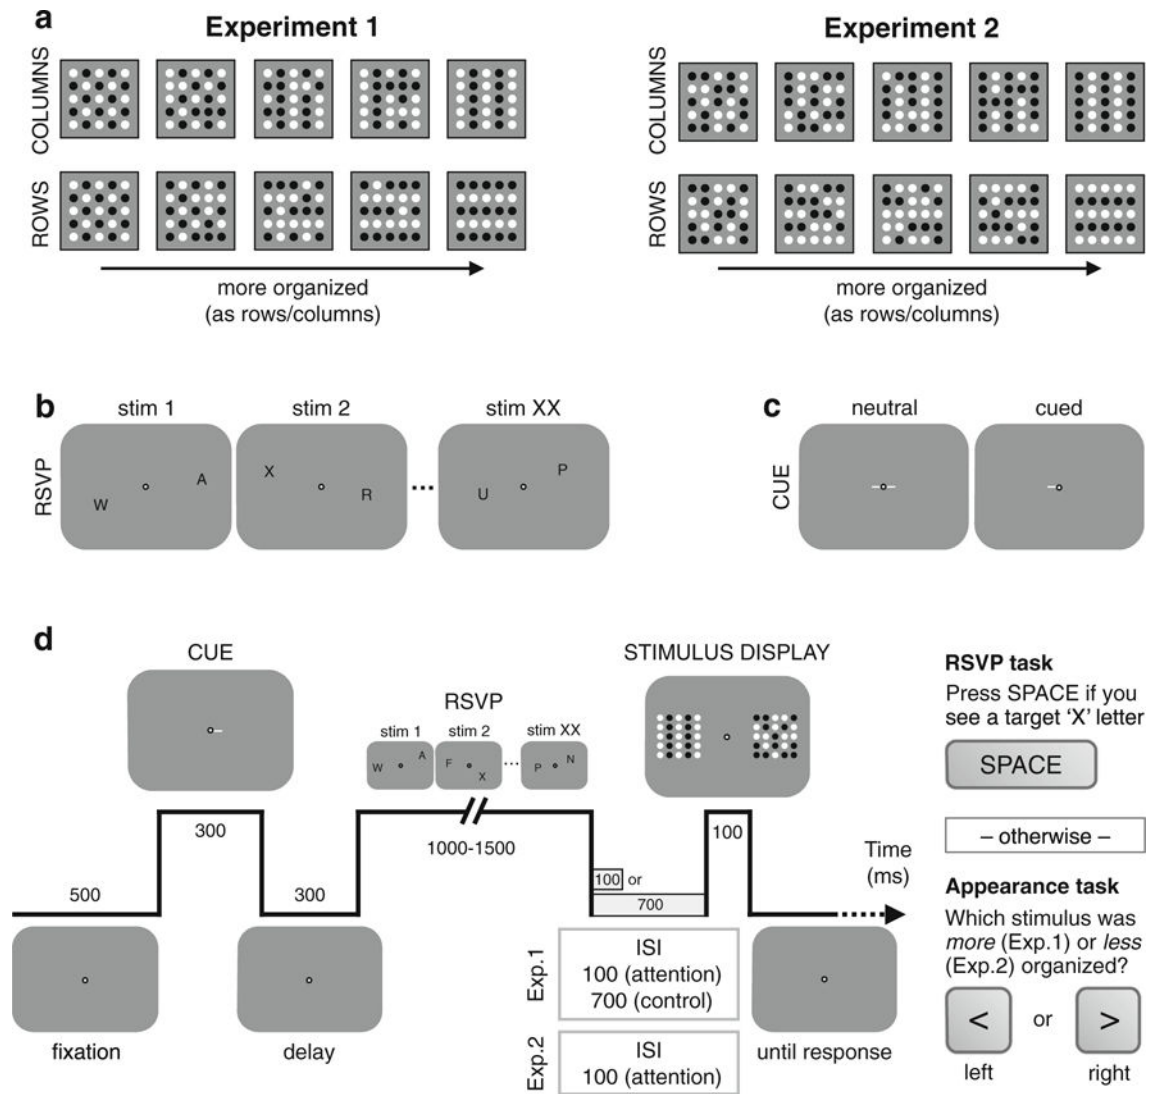 a
Experiment 1
Experiment 2
COLUMNS
COLUMNS
ROWS
ROWS
more organized
(as rows/columns)
more organized
(as rows/columns)
b
stim 1
stim 2
stim XX
RSVP
W
A
X
R
...
U
P
c
neutral
cued
CUE
d
CUE
RSVP
stim 1
stim 2
stim XX
W
A
F
X
...
P
N
STIMULUS DISPLAY
500
300
300
1000-1500
100 or
700
100
Time
(ms)
fixation
delay
Exp.1
ISI
100 (attention)
700 (control)
Exp.2
ISI
100 (attention)
until response
RSVP task
Press SPACE if you
see a target ‘X’ letter
SPACE
– otherwise –
Appearance task
Which stimulus was
more (Exp.1) or less
(Exp.2) organized?
<
or
>
left
right